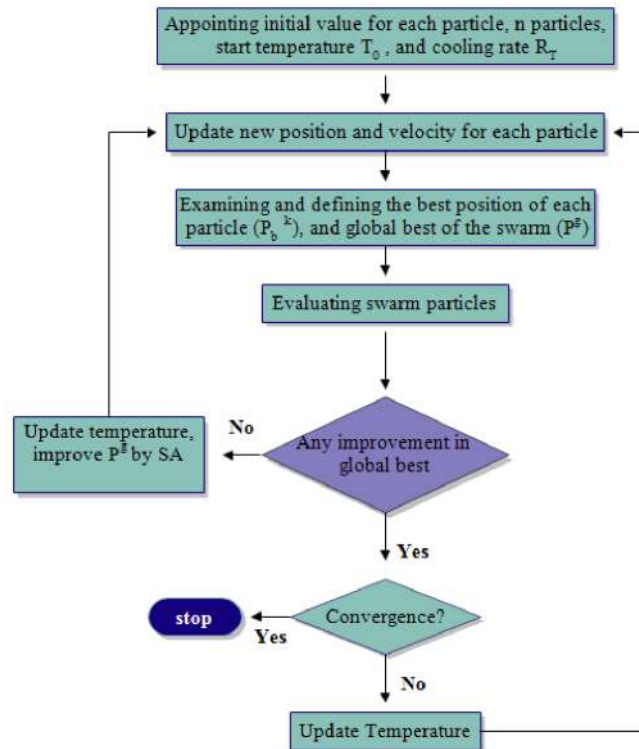 Appointing initial value for each particle, n particles,
start temperature T₀ , and cooling rate R_T
Update new position and velocity for each particle
Examining and defining the best position of each
particle (P_b ᵏ), and global best of the swarm (Pᵍ)
Evaluating swarm particles
Any improvement in
global best
No
Update temperature,
improve Pᵍ by SA
Yes
Convergence?
Yes
stop
No
Update Temperature